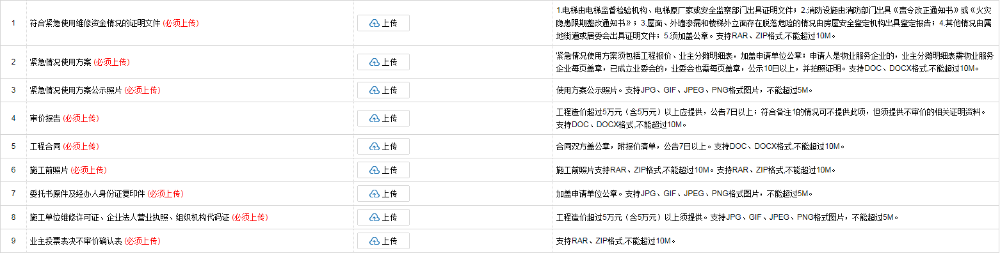 1
符合紧急使用维修资金情况的证明文件 (必须上传)
上传
1.电梯由电梯监督检验机构、电梯原厂家或安全监察部门出具证明文件；2.消防设施由消防部门出具《责令改正通知书》或《火灾
隐患限期整改通知书》；3.屋面、外墙渗漏和楼梯外立面存在脱落危险的情况由房屋安全鉴定机构出具鉴定报告；4.其他情况由属
地街道或居委会出具证明文件；5.须加盖公章。支持RAR、ZIP格式,不能超过10M。
2
紧急情况使用方案 (必须上传)
上传
紧急情况使用方案须包括工程报价、业主分摊明细表，加盖申请单位公章；申请人是物业服务企业的，业主分摊明细表需物业服务
企业每页盖章，已成立业委会的，业委会也需每页盖章，公示10日以上，并拍照证明。支持DOC、DOCX格式,不能超过10M。
3
紧急情况使用方案公示照片 (必须上传)
上传
使用方案公示照片。支持JPG、GIF、JPEG、PNG格式图片，不能超过5M。
4
审价报告 (必须上传)
上传
工程造价超过5万元（含5万元）以上应提供，公告7日以上；符合备注1的情况可不提供此项，但须提供不审价的相关证明资料。
支持DOC、DOCX格式,不能超过10M。
5
工程合同 (必须上传)
上传
合同双方盖公章，附报价清单，公告7日以上。支持DOC、DOCX格式,不能超过10M。
6
施工前照片 (必须上传)
上传
施工前照片支持RAR、ZIP格式,不能超过10M。支持RAR、ZIP格式,不能超过10M。
7
委托书原件及经办人身份证复印件 (必须上传)
上传
加盖申请单位公章。支持JPG、GIF、JPEG、PNG格式图片，不能超过5M。
8
施工单位维修许可证、企业法人营业执照、组织机构代码证 (必须上传)
上传
工程造价超过5万元（含5万元）以上须提供。支持JPG、GIF、JPEG、PNG格式图片，不能超过5M。
9
业主投票表决不审价确认表 (必须上传)
上传
支持RAR、ZIP格式,不能超过10M。